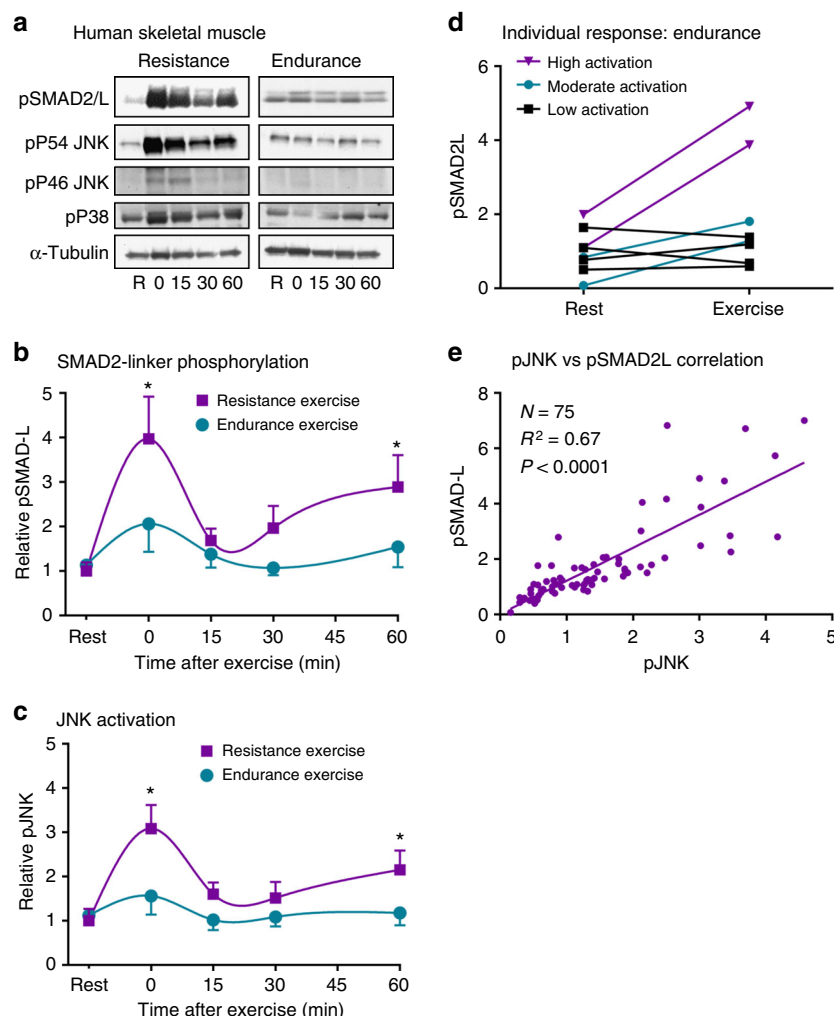 a
Human skeletal muscle
Resistance Endurance
pSMAD2/L
pP54 JNK
pP46 JNK
pP38
α-Tubulin
R 0 15 30 60 R 0 15 30 60
b
SMAD2-linker phosphorylation
5
4
3
2
1
0
Relative pSMAD-L
* *
Resistance exercise
Endurance exercise
Rest 0 15 30 45 60
Time after exercise (min)
c
JNK activation
5
4
3
2
1
0
Relative pJNK
* *
Resistance exercise
Endurance exercise
Rest 0 15 30 45 60
Time after exercise (min)
d
Individual response: endurance
6
4
2
0
pSMAD2L
High activation
Moderate activation
Low activation
Rest Exercise
e
pJNK vs pSMAD2L correlation
8
6
4
2
0
pSMAD-L
N = 75
R² = 0.67
P < 0.0001
0 1 2 3 4 5
pJNK